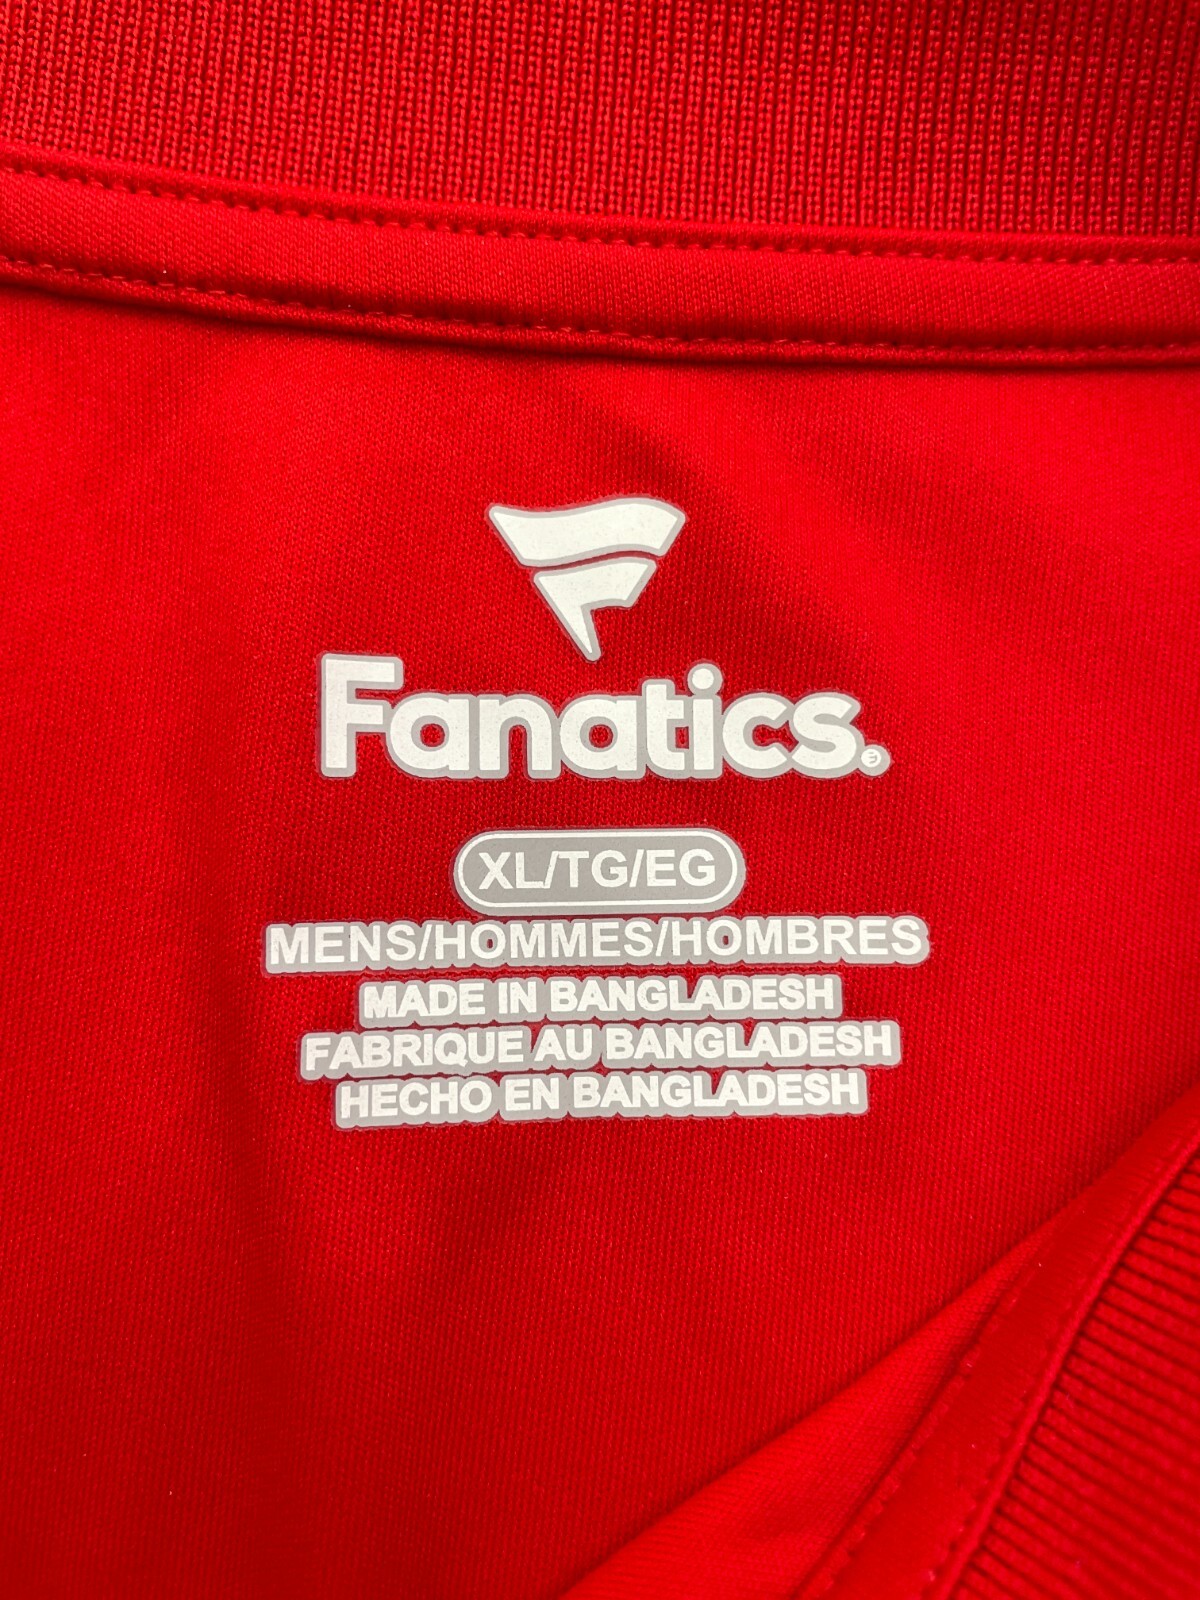 Fanatics.
XL/TG/EG
MENS/HOMMES/HOMBRES
MADE IN BANGLADESH
FABRIQUE AU BANGLADESH
HECHO EN BANGLADESH